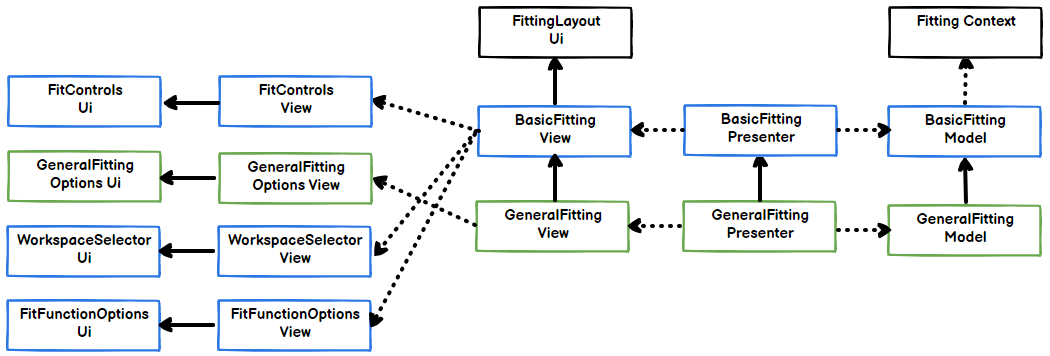 FittingLayout
Ui
Fitting Context
FitControls
Ui
FitControls
View
BasicFitting
View
BasicFitting
Presenter
BasicFitting
Model
GeneralFitting
Options Ui
GeneralFitting
Options View
GeneralFitting
View
GeneralFitting
Presenter
GeneralFitting
Model
WorkspaceSelector
Ui
WorkspaceSelector
View
FitFunctionOptions
Ui
FitFunctionOptions
View